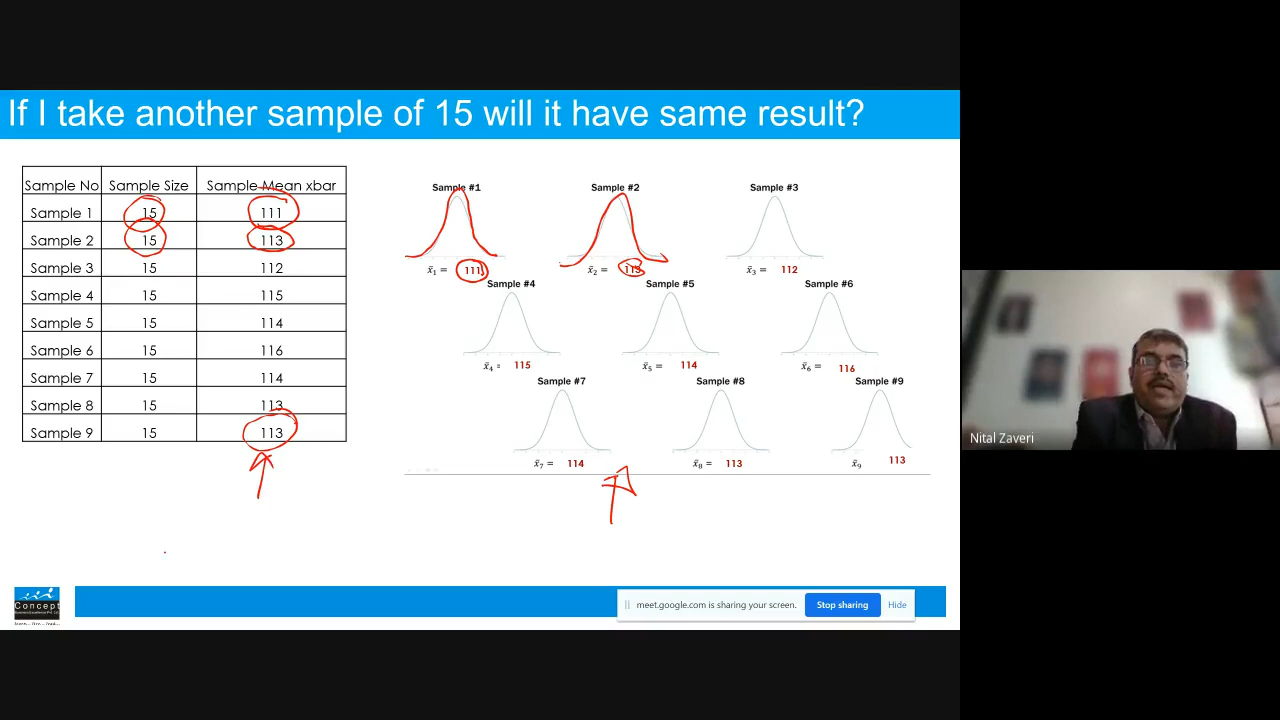 If I take another sample of 15 will it have same result?
Sample No Sample Size Sample Mean xbar
Sample 1 15 111
Sample 2 15 113
Sample 3 15 112
Sample 4 15 115
Sample 5 15 114
Sample 6 15 116
Sample 7 15 114
Sample 8 15 113
Sample 9 15 113
Sample #1 Sample #2 Sample #3
x̄₁ = 111 x̄₂ = 113 x̄₃ = 112
Sample #4 Sample #5 Sample #6
x̄₄ = 115 x̄₅ = 114 x̄₆ = 116
Sample #7 Sample #8 Sample #9
x̄₇ = 114 x̄₈ = 113 x̄₉ 113
Nital Zaveri
Concept
meet.google.com is sharing your screen. Stop sharing Hide